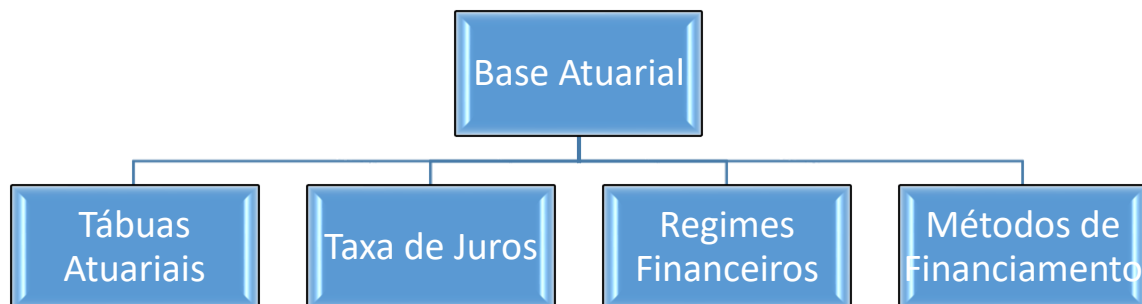 Base Atuarial
Tábuas
Atuariais
Taxa de Juros
Regimes
Financeiros
Métodos de
Financiamento